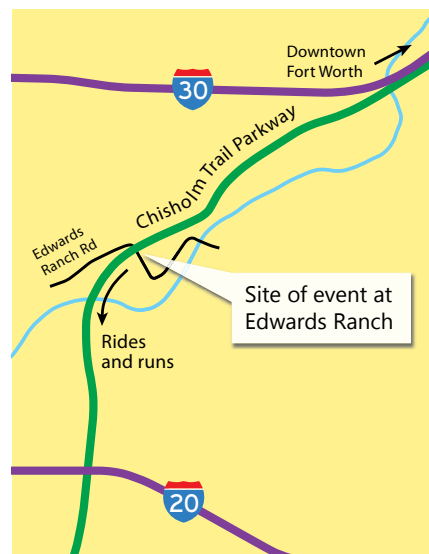 Downtown
Fort Worth
30
Chisholm Trail Parkway
Edwards
Ranch Rd
Site of event at
Edwards Ranch
Rides
and runs
20